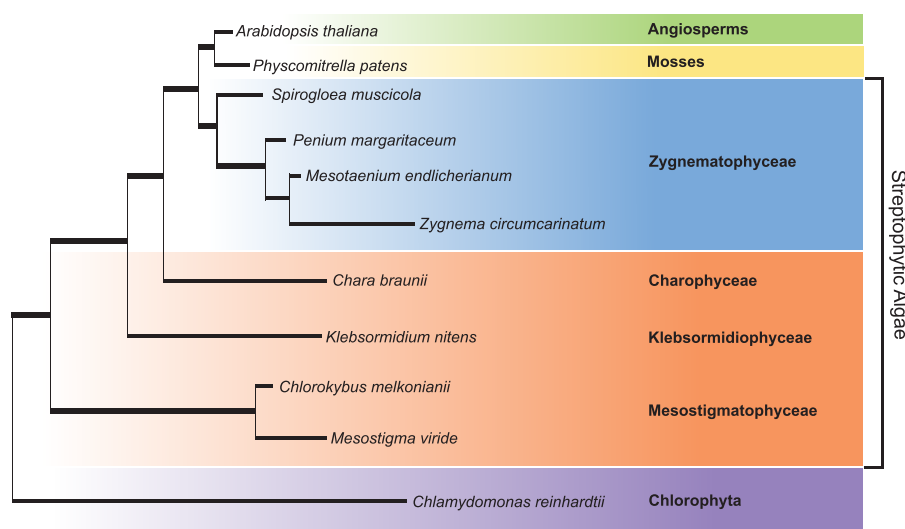 Arabidopsis thaliana
Angiosperms
Physcomitrella patens
Mosses
Spirogloea muscicola
Penium margaritaceum
Zygnematophyceae
Mesotaenium endlicherianum
Zygnema circumcarinatum
Streptophytic Algae
Chara braunii
Charophyceae
Klebsormidium nitens
Klebsormidiophyceae
Chlorokybus melkonianii
Mesostigmatophyceae
Mesostigma viride
Chlamydomonas reinhardtii
Chlorophyta